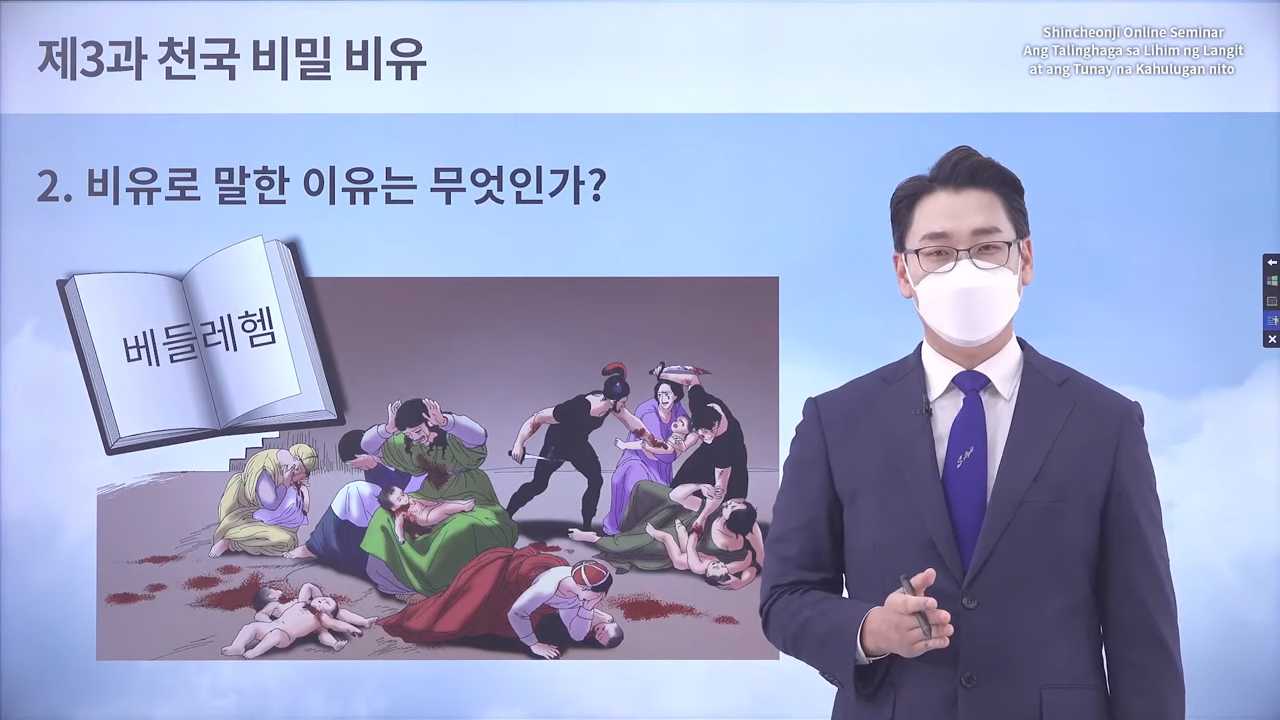 제3과 천국 비밀 비유
Shincheonji Online Seminar
Ang Talinghaga sa Lihim ng Langit
at ang Tunay na Kahulugan nito
2. 비유로 말한 이유는 무엇인가?
베들레헴